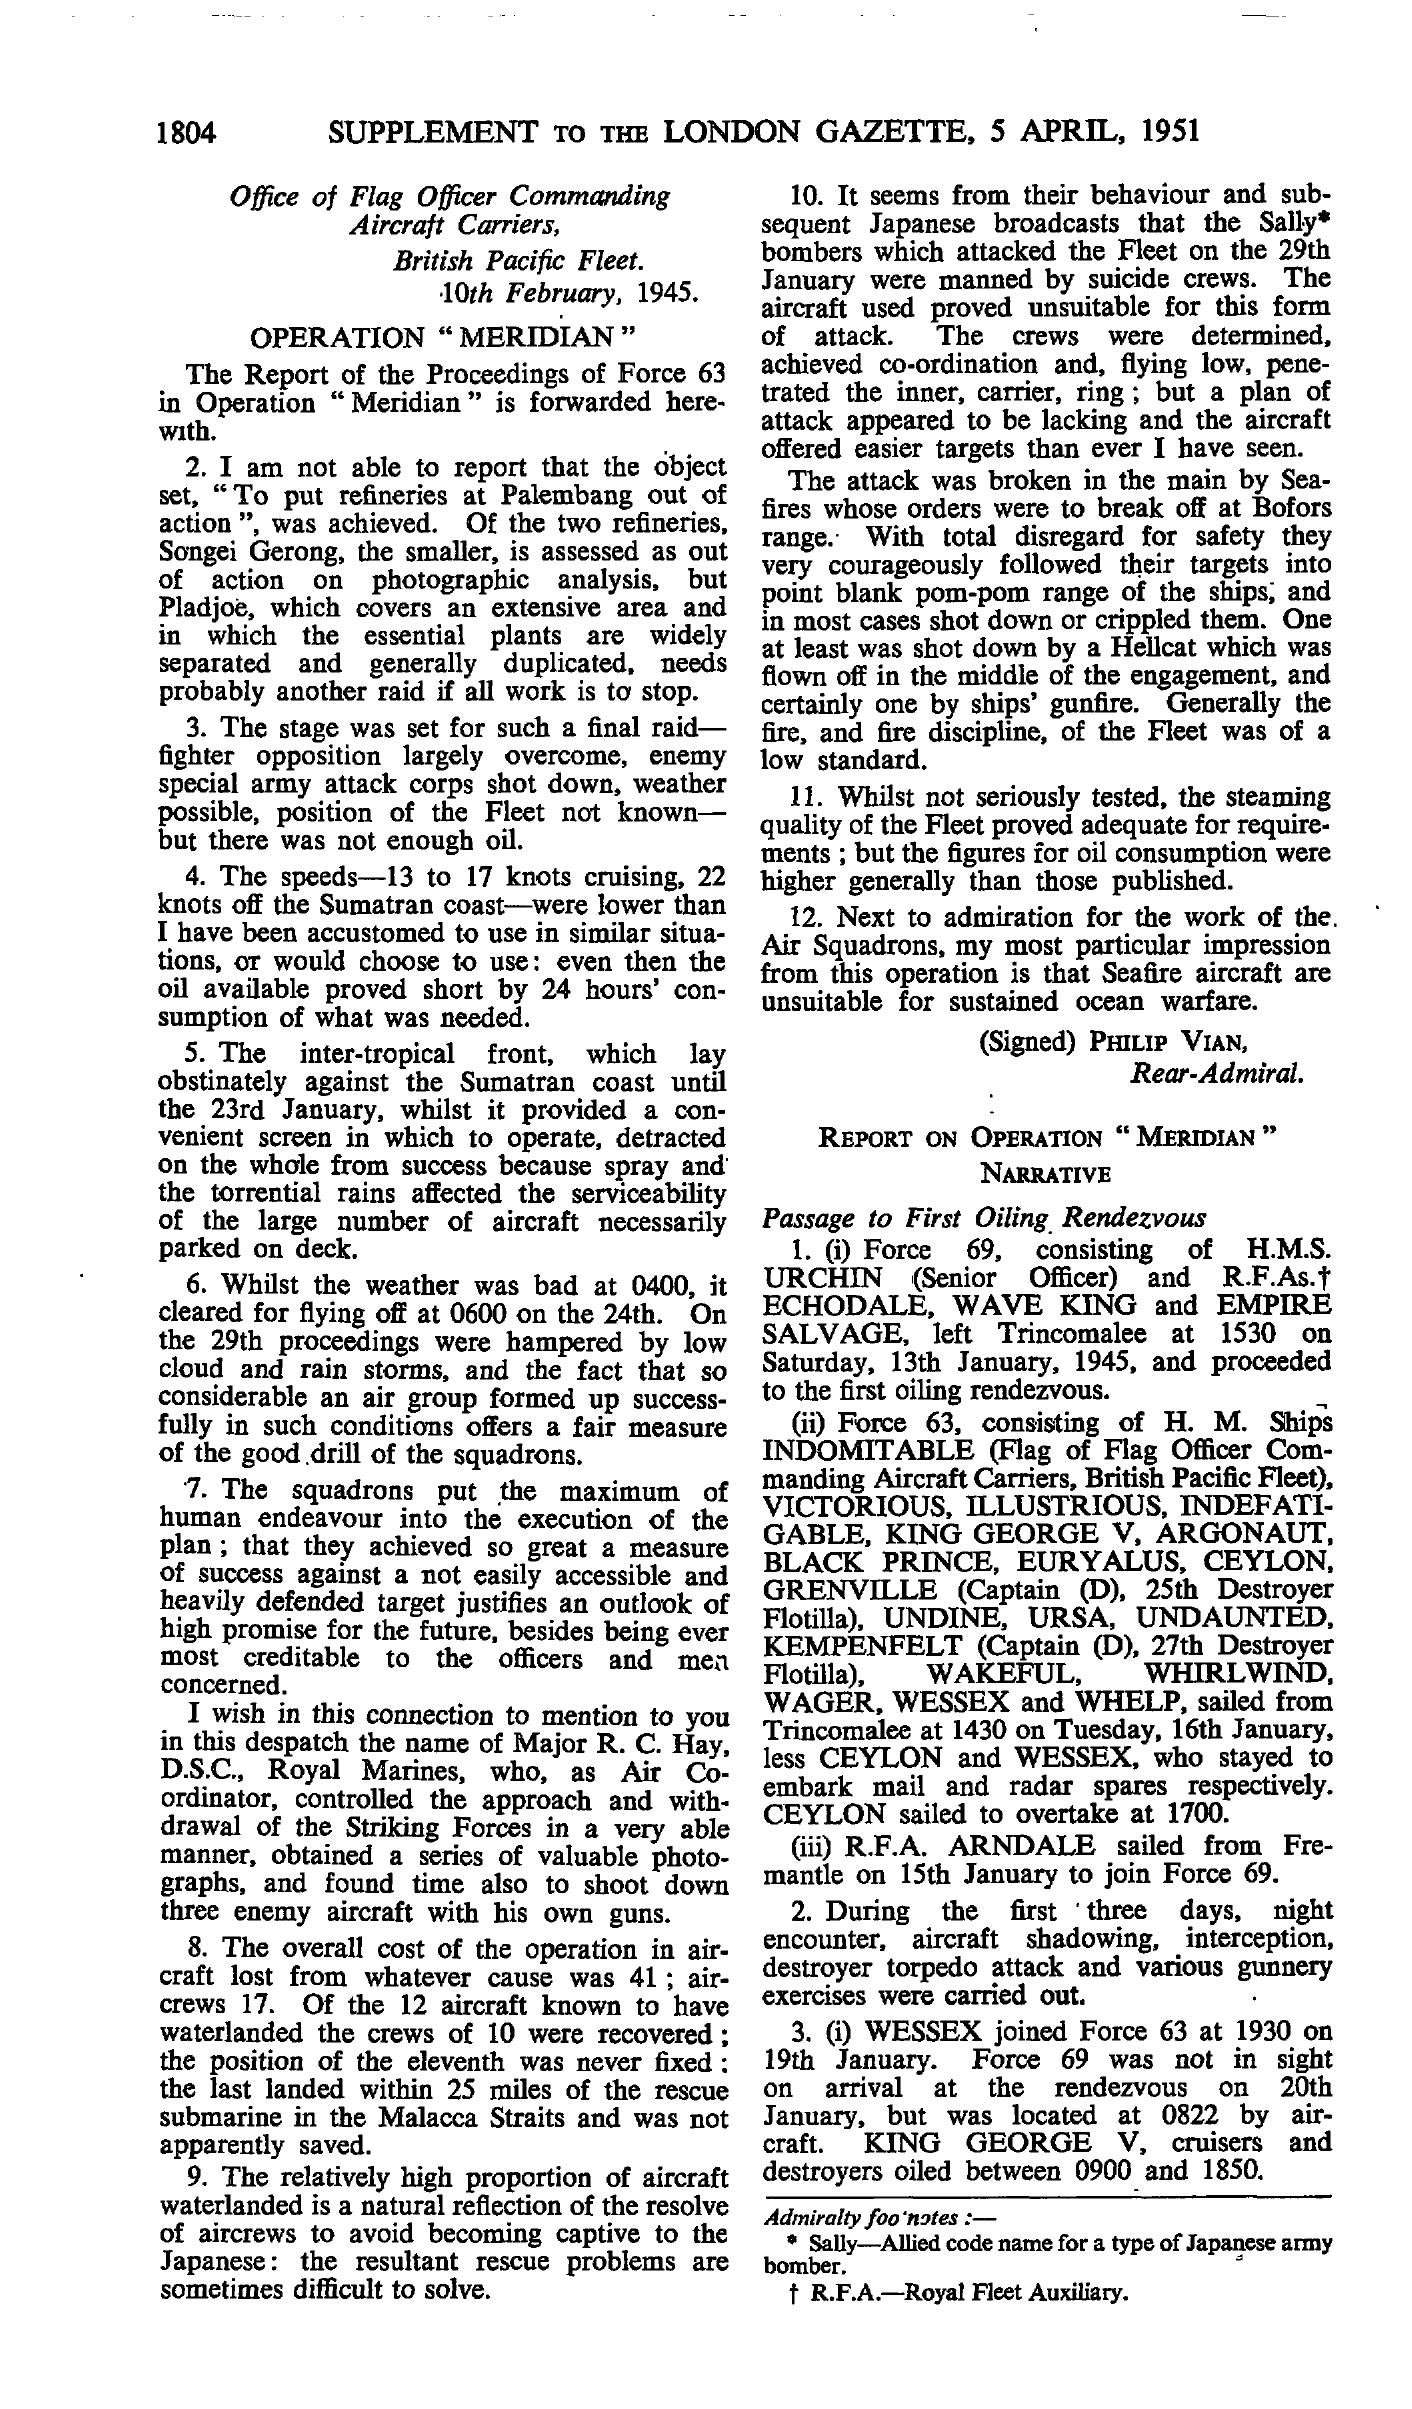 1804 SUPPLEMENT TO THE LONDON GAZETTE, 5 APRIL, 1951
Office of Flag Officer Commanding
Aircraft Carriers,
British Pacific Fleet.
10th February, 1945.
OPERATION " MERIDIAN "
The Report of the Proceedings of Force 63
in Operation " Meridian " is forwarded here-
with.
2. I am not able to report that the object
set, " To put refineries at Palembang out of
action ", was achieved. Of the two refineries,
Songei Gerong, the smaller, is assessed as out
of action on photographic analysis, but
Pladjoe, which covers an extensive area and
in which the essential plants are widely
separated and generally duplicated, needs
probably another raid if all work is to stop.
3. The stage was set for such a final raid—
fighter opposition largely overcome, enemy
special army attack corps shot down, weather
possible, position of the Fleet not known—
but there was not enough oil.
4. The speeds—13 to 17 knots cruising, 22
knots off the Sumatran coast—were lower than
I have been accustomed to use in similar situa-
tions, or would choose to use: even then the
oil available proved short by 24 hours' con-
sumption of what was needed.
5. The inter-tropical front, which lay
obstinately against the Sumatran coast until
the 23rd January, whilst it provided a con-
venient screen in which to operate, detracted
on the whole from success because spray and
the torrential rains affected the serviceability
of the large number of aircraft necessarily
parked on deck.
6. Whilst the weather was bad at 0400, it
cleared for flying off at 0600 on the 24th. On
the 29th proceedings were hampered by low
cloud and rain storms, and the fact that so
considerable an air group formed up success-
fully in such conditions offers a fair measure
of the good drill of the squadrons.
7. The squadrons put the maximum of
human endeavour into the execution of the
plan ; that they achieved so great a measure
of success against a not easily accessible and
heavily defended target justifies an outlook of
high promise for the future, besides being ever
most creditable to the officers and men
concerned.
I wish in this connection to mention to you
in this despatch the name of Major R. C. Hay,
D.S.C., Royal Marines, who, as Air Co-
ordinator, controlled the approach and with-
drawal of the Striking Forces in a very able
manner, obtained a series of valuable photo-
graphs, and found time also to shoot down
three enemy aircraft with his own guns.
8. The overall cost of the operation in air-
craft lost from whatever cause was 41 ; air-
crews 17. Of the 12 aircraft known to have
waterlanded the crews of 10 were recovered ;
the position of the eleventh was never fixed :
the last landed within 25 miles of the rescue
submarine in the Malacca Straits and was not
apparently saved.
9. The relatively high proportion of aircraft
waterlanded is a natural reflection of the resolve
of aircrews to avoid becoming captive to the
Japanese: the resultant rescue problems are
sometimes difficult to solve.
10. It seems from their behaviour and sub-
sequent Japanese broadcasts that the Sally*
bombers which attacked the Fleet on the 29th
January were manned by suicide crews. The
aircraft used proved unsuitable for this form
of attack. The crews were determined,
achieved co-ordination and, flying low, pene-
trated the inner, carrier, ring ; but a plan of
attack appeared to be lacking and the aircraft
offered easier targets than ever I have seen.
The attack was broken in the main by Sea-
fires whose orders were to break off at Bofors
range. With total disregard for safety they
very courageously followed their targets into
point blank pom-pom range of the ships, and
in most cases shot down or crippled them. One
at least was shot down by a Hellcat which was
flown off in the middle of the engagement, and
certainly one by ships' gunfire. Generally the
fire, and fire discipline, of the Fleet was of a
low standard.
11. Whilst not seriously tested, the steaming
quality of the Fleet proved adequate for require-
ments ; but the figures for oil consumption were
higher generally than those published.
12. Next to admiration for the work of the
Air Squadrons, my most particular impression
from this operation is that Seafire aircraft are
unsuitable for sustained ocean warfare.
(Signed) PHILIP VIAN,
Rear-Admiral.
REPORT ON OPERATION " MERIDIAN "
NARRATIVE
Passage to First Oiling Rendezvous
1. (i) Force 69, consisting of H.M.S.
URCHIN (Senior Officer) and R.F.As.†
ECHODALE, WAVE KING and EMPIRE
SALVAGE, left Trincomalee at 1530 on
Saturday, 13th January, 1945, and proceeded
to the first oiling rendezvous.
(ii) Force 63, consisting of H. M. Ships
INDOMITABLE (Flag of Flag Officer Com-
manding Aircraft Carriers, British Pacific Fleet),
VICTORIOUS, ILLUSTRIOUS, INDEFATI-
GABLE, KING GEORGE V, ARGONAUT,
BLACK PRINCE, EURYALUS, CEYLON,
GRENVILLE (Captain (D), 25th Destroyer
Flotilla), UNDINE, URSA, UNDAUNTED,
KEMPENFELT (Captain (D), 27th Destroyer
Flotilla), WAKEFUL, WHIRLWIND,
WAGER, WESSEX and WHELP, sailed from
Trincomalee at 1430 on Tuesday, 16th January,
less CEYLON and WESSEX, who stayed to
embark mail and radar spares respectively.
CEYLON sailed to overtake at 1700.
(iii) R.F.A. ARNDALE sailed from Fre-
mantle on 15th January to join Force 69.
2. During the first three days, night
encounter, aircraft shadowing, interception,
destroyer torpedo attack and various gunnery
exercises were carried out.
3. (i) WESSEX joined Force 63 at 1930 on
19th January. Force 69 was not in sight
on arrival at the rendezvous on 20th
January, but was located at 0822 by air-
craft. KING GEORGE V, cruisers and
destroyers oiled between 0900 and 1850.
Admiralty foo'notes :—
* Sally—Allied code name for a type of Japanese army
bomber.
† R.F.A.—Royal Fleet Auxiliary.